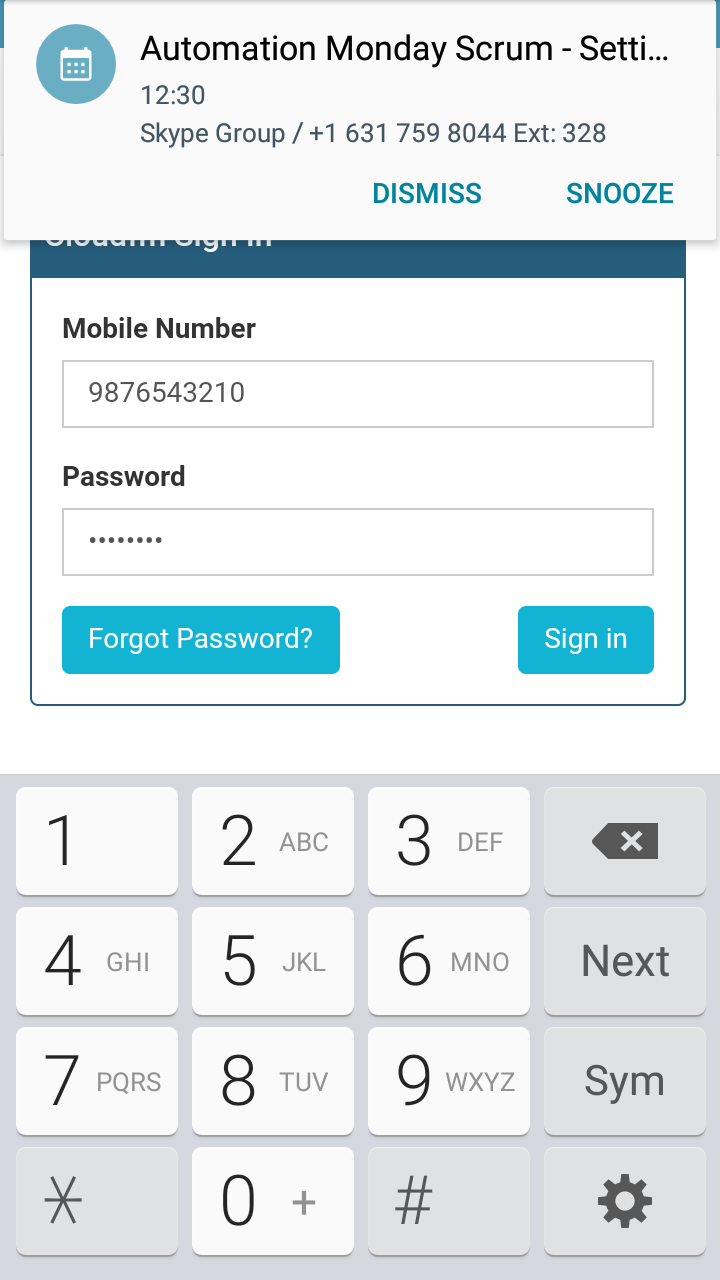 Automation Monday Scrum - Setti...
12:30
Skype Group / +1 631 759 8044 Ext: 328
DISMISS SNOOZE
Sign in
Mobile Number
9876543210
Password
••••••••
Forgot Password? Sign in
1 2 ABC 3 DEF
4 GHI 5 JKL 6 MNO Next
7 PQRS 8 TUV 9 WXYZ Sym
* 0 + #